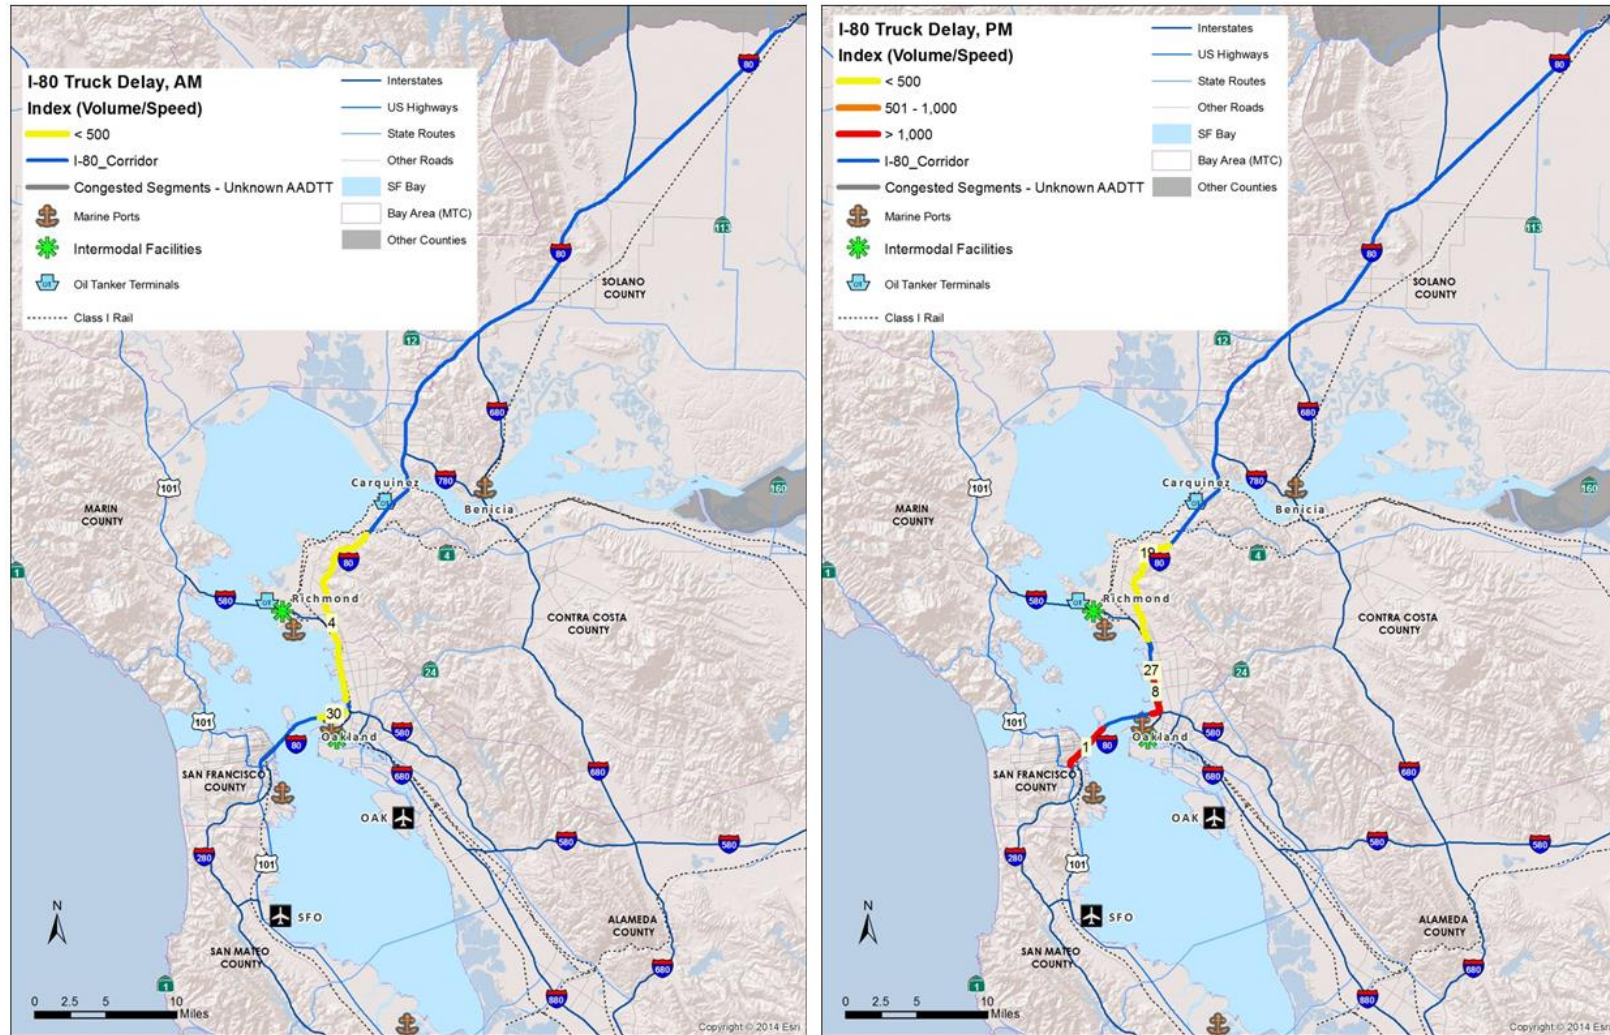 I-80 Truck Delay, AM
Index (Volume/Speed)
< 500
I-80_Corridor
Congested Segments - Unknown AADTT
Marine Ports
Intermodal Facilities
Oil Tanker Terminals
Class I Rail
Interstates
US Highways
State Routes
Other Roads
SF Bay
Bay Area (MTC)
Other Counties
80
113
80
SOLANO
COUNTY
12
680
Carquinez
780
101
Benicia
160
MARIN
COUNTY
4
80
1
580
Richmond
4
CONTRA COSTA
COUNTY
24
101
30
Oakland
580
80
SAN FRANCISCO
COUNTY
680
680
OAK
580
580
280
101
SFO
N
ALAMEDA
COUNTY
SAN MATEO
COUNTY
680
1
880
0 2.5 5 10
Miles
Copyright © 2014 Esri
I-80 Truck Delay, PM
Index (Volume/Speed)
< 500
501 - 1,000
> 1,000
I-80_Corridor
Congested Segments - Unknown AADTT
Marine Ports
Intermodal Facilities
Oil Tanker Terminals
Class I Rail
Interstates
US Highways
State Routes
Other Roads
SF Bay
Bay Area (MTC)
Other Counties
80
113
80
SOLANO
COUNTY
12
680
Carquinez
780
101
Benicia
160
MARIN
COUNTY
19
4
80
1
580
Richmond
CONTRA COSTA
COUNTY
27
24
8
101
Oakland
580
1
80
SAN FRANCISCO
COUNTY
680
680
OAK
580
580
280
101
SFO
N
ALAMEDA
COUNTY
SAN MATEO
COUNTY
680
1
880
0 2.5 5 10
Miles
Copyright © 2014 Esri